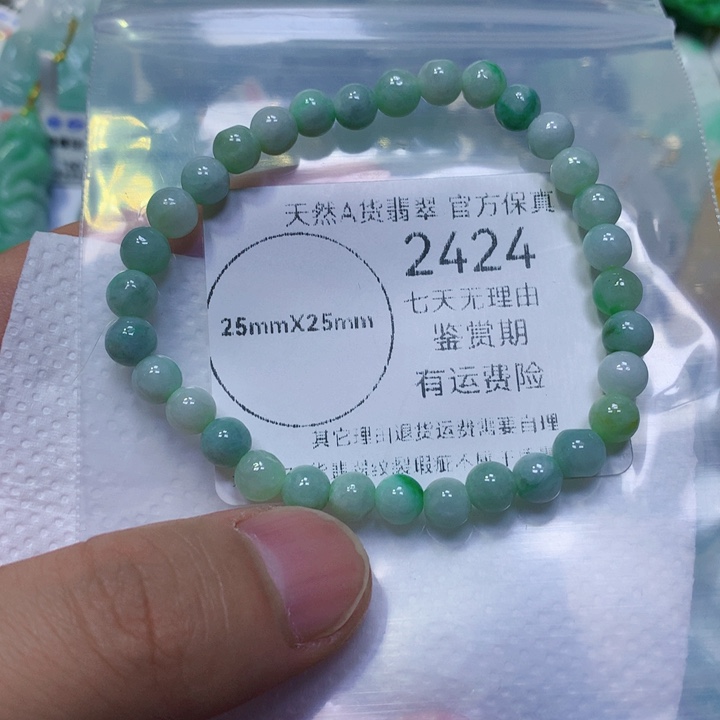 天然A货翡翠 官方保真
2424
七天无理由
25mmX25mm
鉴赏期
有运费险
其它理由退货运费需要自理